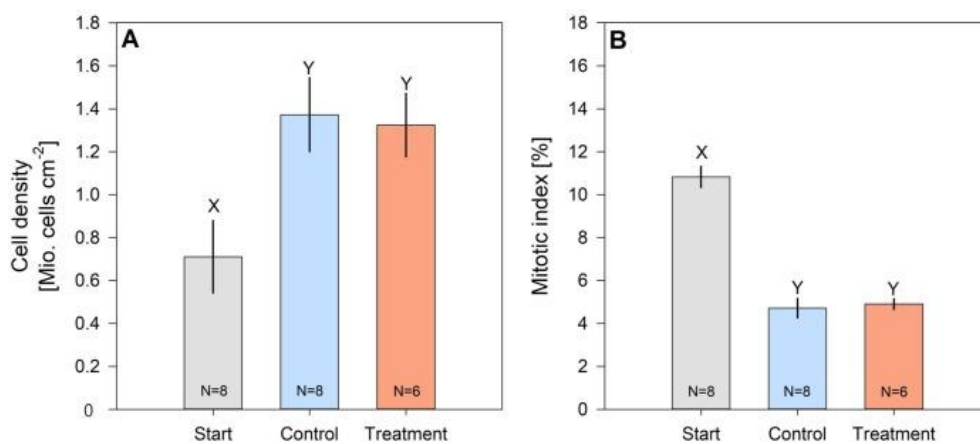 A
1.8
1.6
1.4
1.2
1.0
0.8
0.6
0.4
0.2
0
Cell density
[Mio. cells cm-2]
X
Y
Y
N=8
N=8
N=6
Start
Control
Treatment
B
18
16
14
12
10
8
6
4
2
0
Mitotic index [%]
X
Y
Y
N=8
N=8
N=6
Start
Control
Treatment